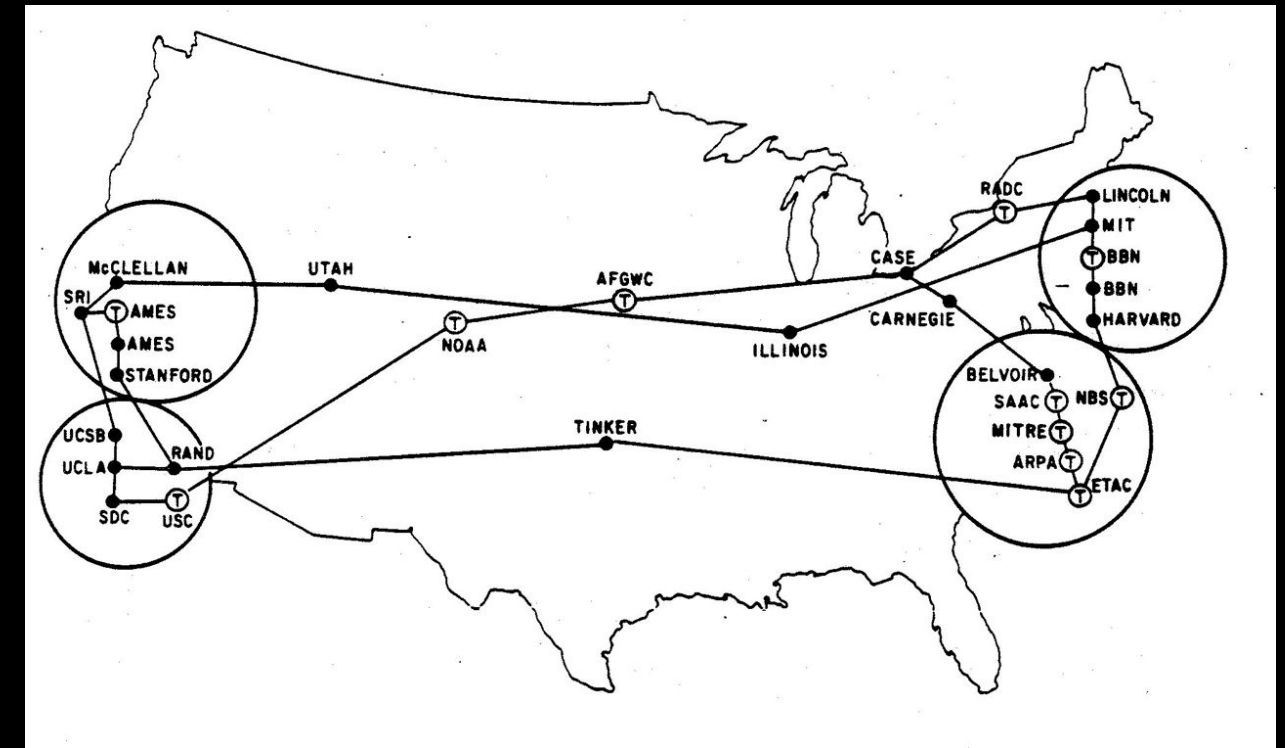 RADC
T
LINCOLN
MIT
T BBN
BBN
HARVARD
McCLELLAN
UTAH
AFGWC
T
CASE
SRI
T AMES
AMES
STANFORD
T
NOAA
CARNEGIE
ILLINOIS
BELVOIR
SAAC T
NBS T
MITRE T
ARPA T
ETAC
T
UCSB
UCLA
RAND
TINKER
SDC
T
USC